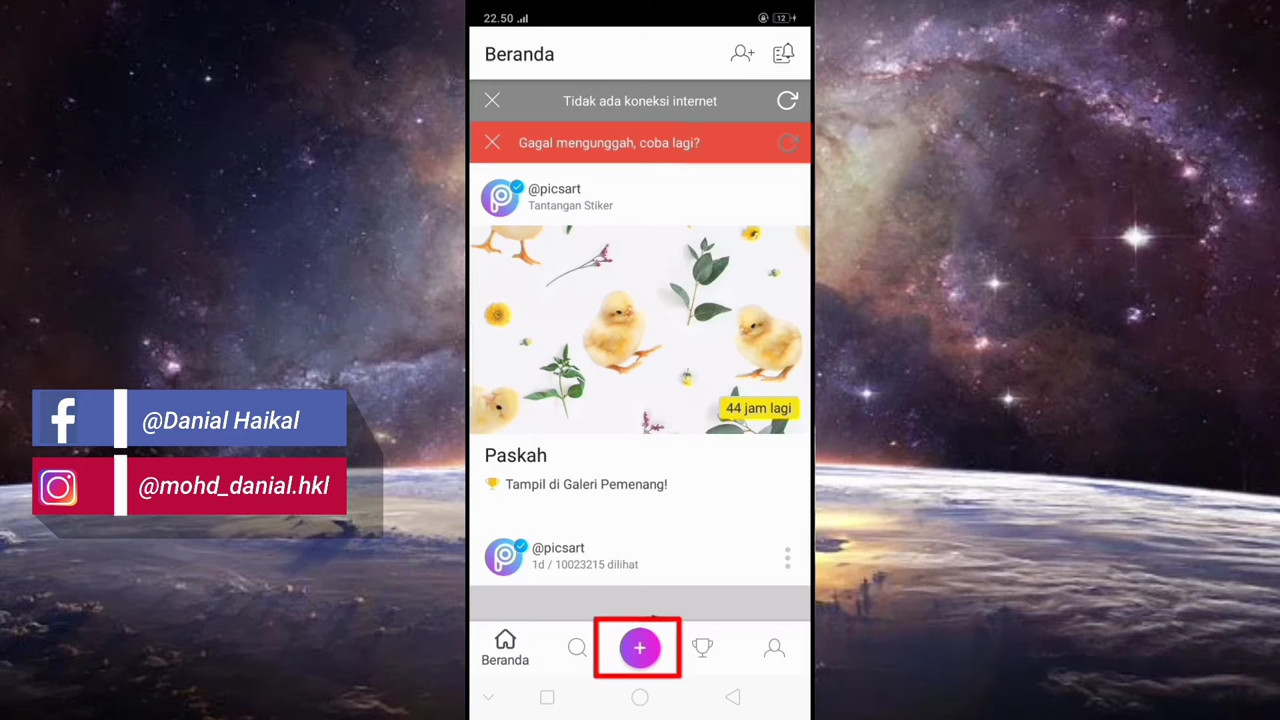 22.50
12
Beranda
Tidak ada koneksi internet
Gagal mengunggah, coba lagi?
@picsart
Tantangan Stiker
44 jam lagi
Paskah
Tampil di Galeri Pemenang!
@picsart
1d / 10023215 dilihat
Beranda
@Danial Haikal
@mohd_danial.hkl